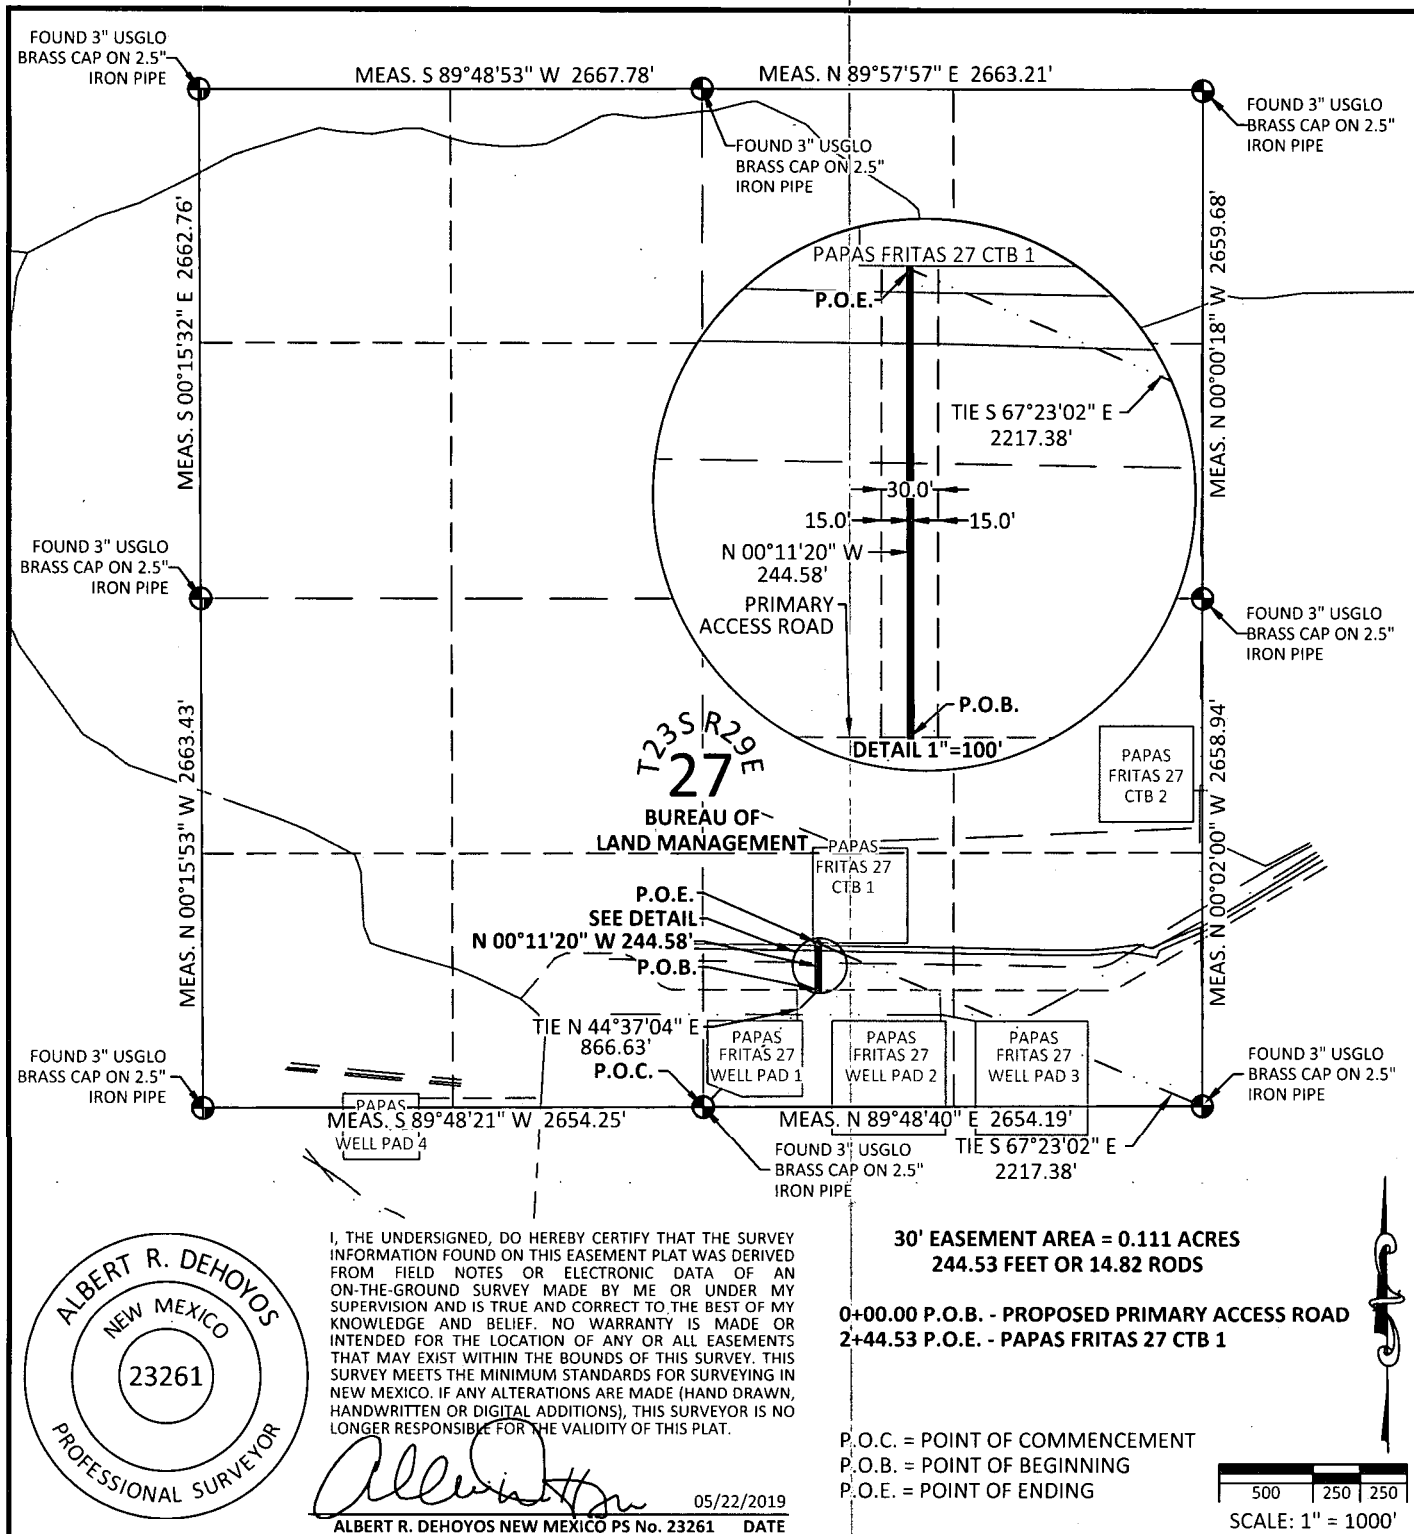 FOUND 3" USGLO
BRASS CAP ON 2.5"
IRON PIPE
MEAS. S 89°48'53" W 2667.78'
MEAS. N 89°57'57" E 2663.21'
FOUND 3" USGLO
BRASS CAP ON 2.5"
IRON PIPE
FOUND 3" USGLO
BRASS CAP ON 2.5"
IRON PIPE
MEAS. S 00°15'32" E 2662.76'
MEAS. N 00°00'18" W 2659.68'
PAPAS FRITAS 27 CTB 1
P.O.E.
TIE S 67°23'02" E
2217.38'
30.0'
15.0'
15.0'
N 00°11'20" W
244.58'
PRIMARY
ACCESS ROAD
P.O.B.
DETAIL 1"=100'
FOUND 3" USGLO
BRASS CAP ON 2.5"
IRON PIPE
FOUND 3" USGLO
BRASS CAP ON 2.5"
IRON PIPE
MEAS. N 00°15'53" W 2663.43'
MEAS. N 00°02'00" W 2658.94'
T23S R29E
27
BUREAU OF
LAND MANAGEMENT
PAPAS
FRITAS 27
CTB 2
PAPAS
FRITAS 27
CTB 1
P.O.E.
SEE DETAIL
N 00°11'20" W 244.58'
P.O.B.
TIE N 44°37'04" E
866.63'
P.O.C.
PAPAS
FRITAS 27
WELL PAD 1
PAPAS
FRITAS 27
WELL PAD 2
PAPAS
FRITAS 27
WELL PAD 3
FOUND 3" USGLO
BRASS CAP ON 2.5"
IRON PIPE
FOUND 3" USGLO
BRASS CAP ON 2.5"
IRON PIPE
PAPAS
MEAS. S 89°48'21" W 2654.25'
WELL PAD 4
MEAS. N 89°48'40" E 2654.19'
FOUND 3" USGLO
BRASS CAP ON 2.5"
IRON PIPE
TIE S 67°23'02" E
2217.38'
ALBERT R. DEHOYOS
NEW MEXICO
23261
PROFESSIONAL SURVEYOR
I, THE UNDERSIGNED, DO HEREBY CERTIFY THAT THE SURVEY
INFORMATION FOUND ON THIS EASEMENT PLAT WAS DERIVED
FROM FIELD NOTES OR ELECTRONIC DATA OF AN
ON-THE-GROUND SURVEY MADE BY ME OR UNDER MY
SUPERVISION AND IS TRUE AND CORRECT TO THE BEST OF MY
KNOWLEDGE AND BELIEF. NO WARRANTY IS MADE OR
INTENDED FOR THE LOCATION OF ANY OR ALL EASEMENTS
THAT MAY EXIST WITHIN THE BOUNDS OF THIS SURVEY. THIS
SURVEY MEETS THE MINIMUM STANDARDS FOR SURVEYING IN
NEW MEXICO. IF ANY ALTERATIONS ARE MADE (HAND DRAWN,
HANDWRITTEN OR DIGITAL ADDITIONS), THIS SURVEYOR IS NO
LONGER RESPONSIBLE FOR THE VALIDITY OF THIS PLAT.
05/22/2019
ALBERT R. DEHOYOS NEW MEXICO PS No. 23261 DATE
30' EASEMENT AREA = 0.111 ACRES
244.53 FEET OR 14.82 RODS
0+00.00 P.O.B. - PROPOSED PRIMARY ACCESS ROAD
2+44.53 P.O.E. - PAPAS FRITAS 27 CTB 1
P.O.C. = POINT OF COMMENCEMENT
P.O.B. = POINT OF BEGINNING
P.O.E. = POINT OF ENDING
500 250 250
SCALE: 1" = 1000'